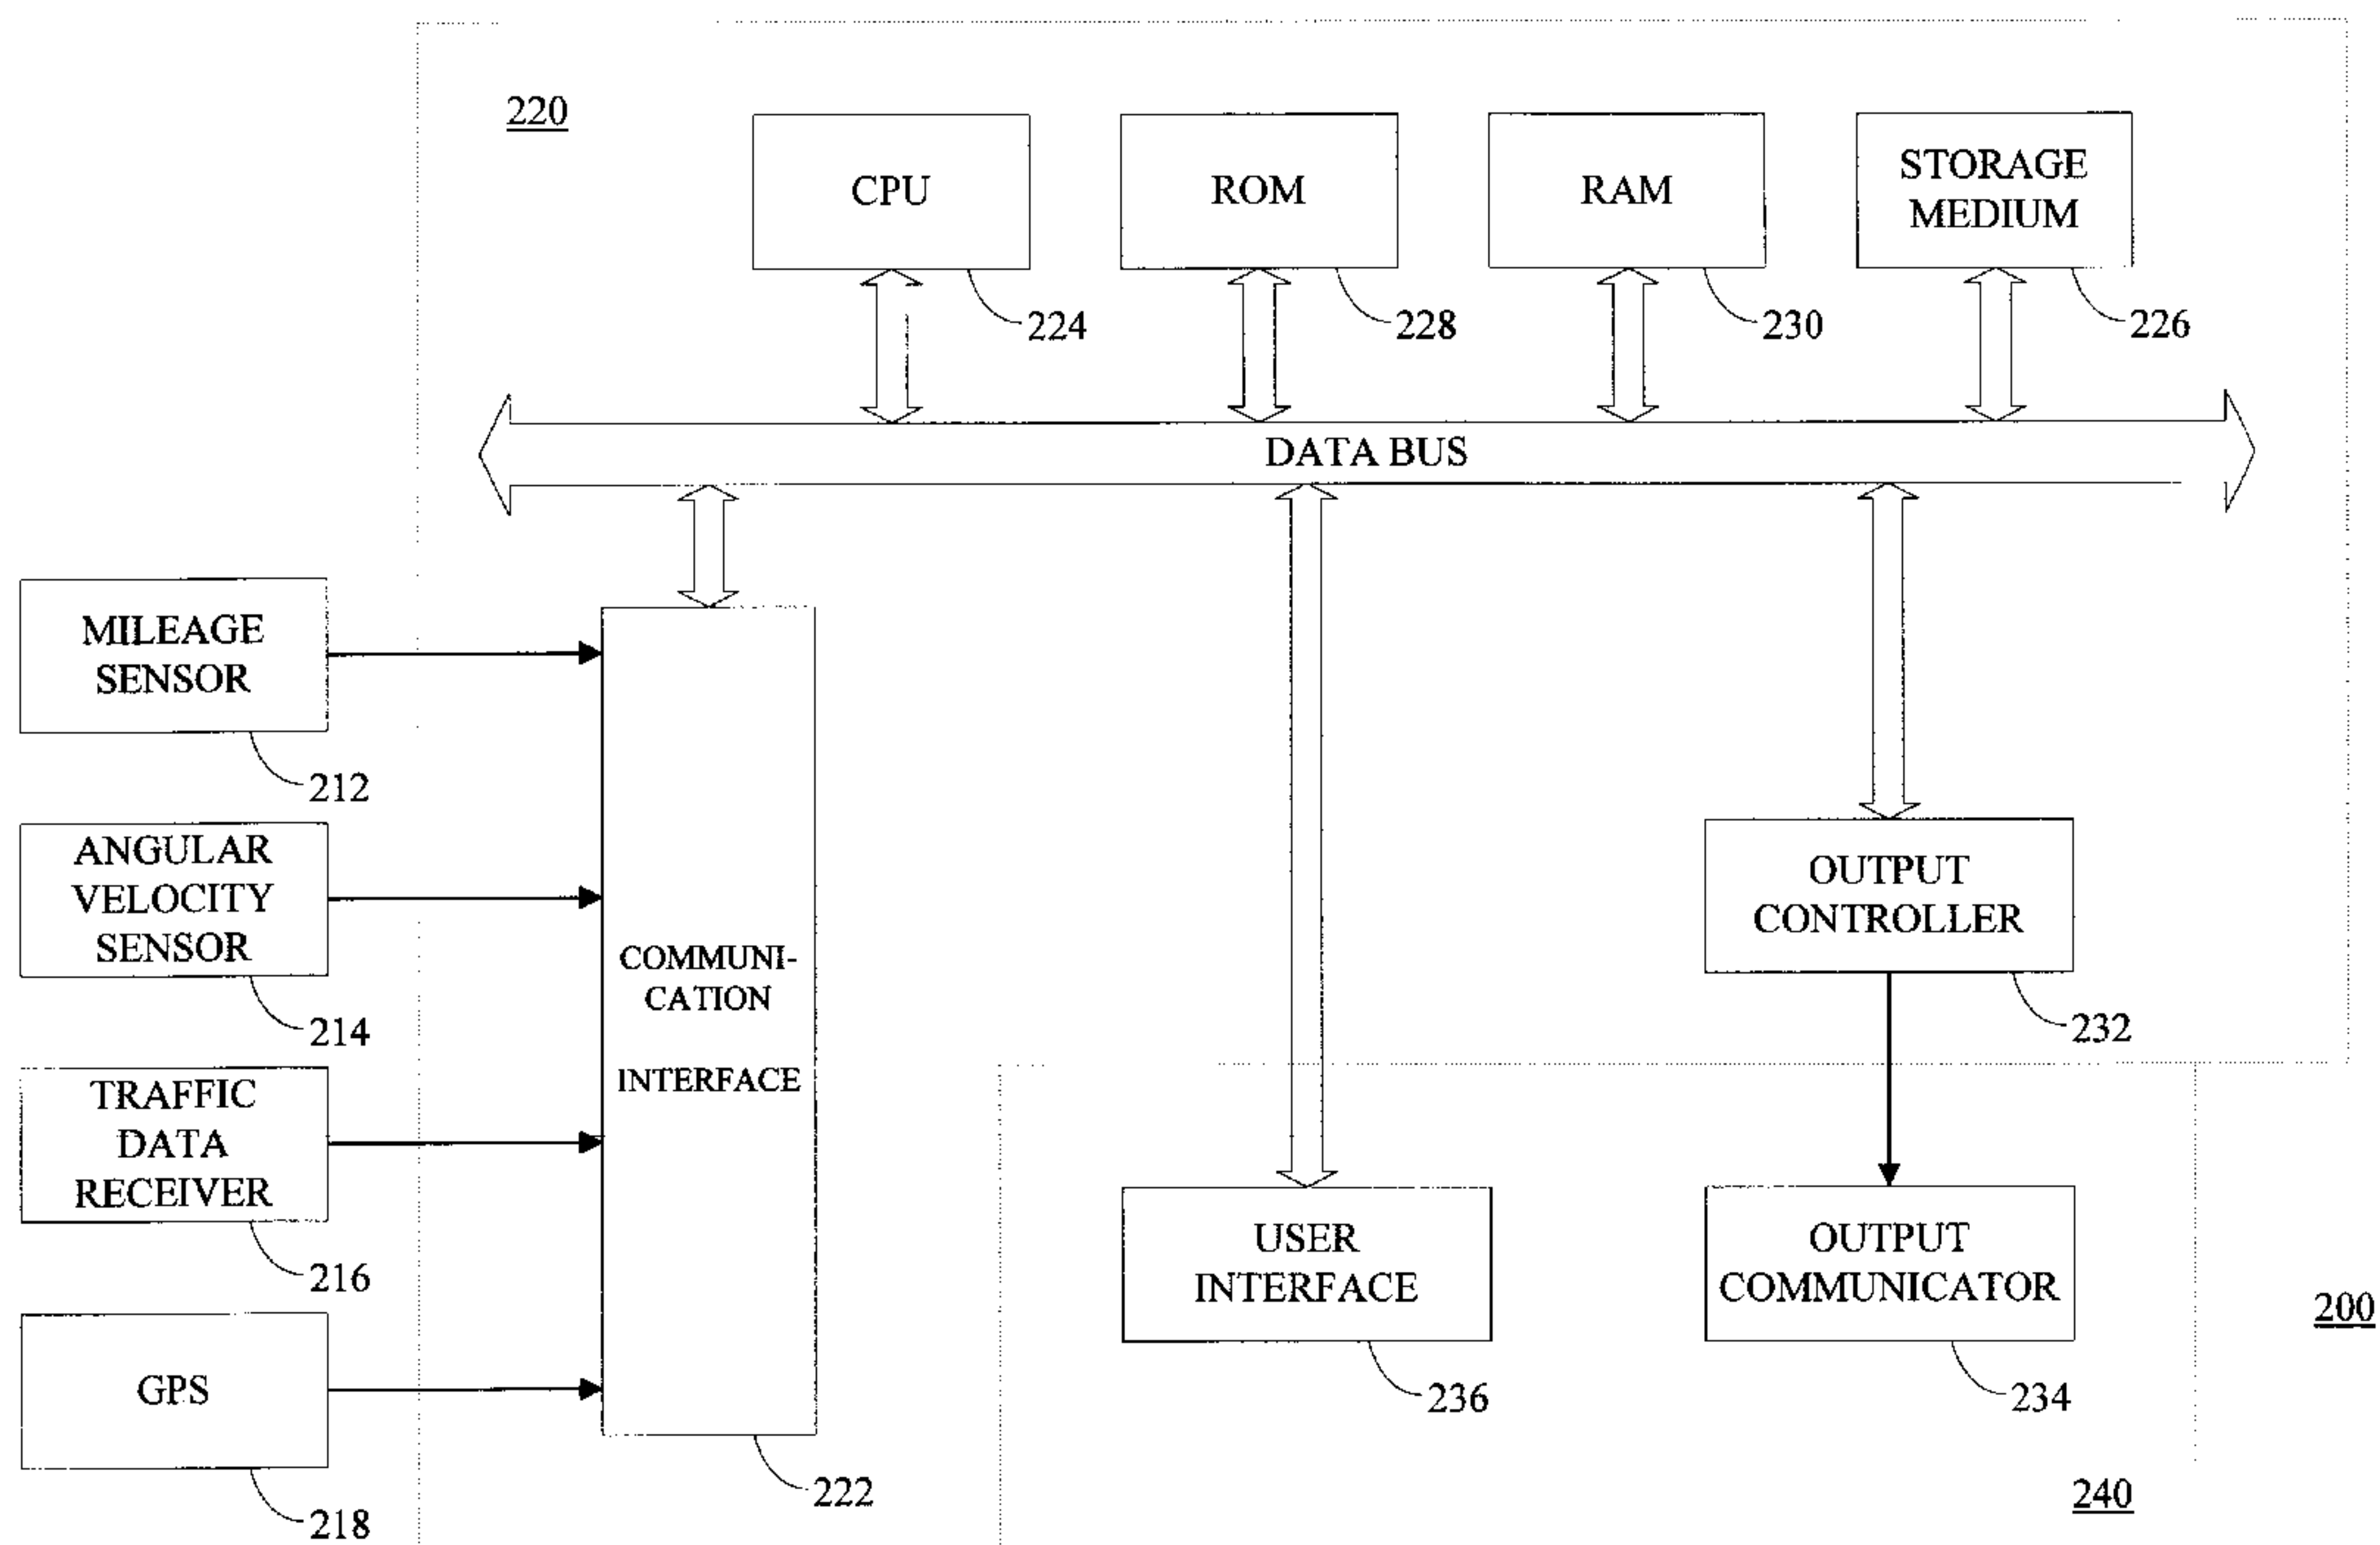 220
CPU
ROM
RAM
STORAGE
MEDIUM
224
228
230
226
DATA BUS
MILEAGE
SENSOR
212
ANGULAR
VELOCITY
SENSOR
214
TRAFFIC
DATA
RECEIVER
216
GPS
218
COMMUNI-
CATION
INTERFACE
222
OUTPUT
CONTROLLER
232
USER
INTERFACE
236
OUTPUT
COMMUNICATOR
234
200
240